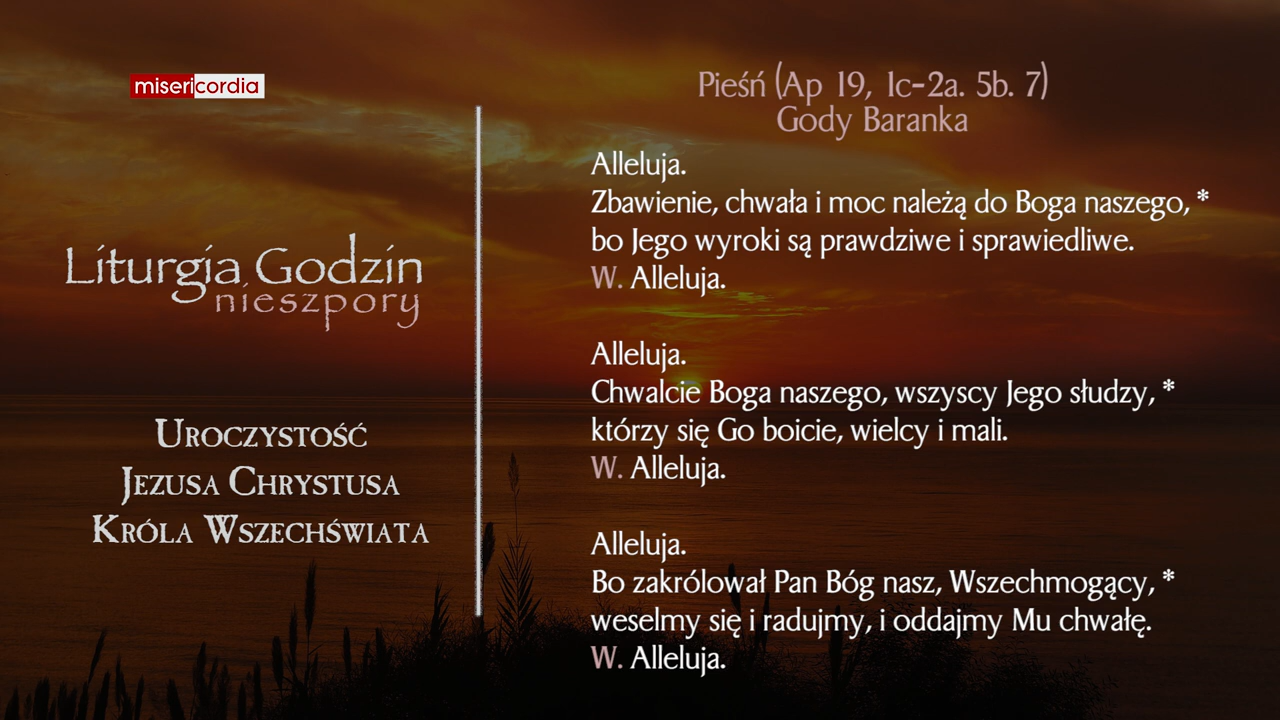 misericordia
Liturgia Godzin
nieszpory
Uroczystość
Jezusa Chrystusa
Króla Wszechświata
Pieśń (Ap 19, 1c-2a. 5b. 7)
Gody Baranka
Alleluja.
Zbawienie, chwała i moc należą do Boga naszego, *
bo Jego wyroki są prawdziwe i sprawiedliwe.
W. Alleluja.
Alleluja.
Chwalcie Boga naszego, wszyscy Jego słudzy, *
którzy się Go boicie, wielcy i mali.
W. Alleluja.
Alleluja.
Bo zakrólował Pan Bóg nasz, Wszechmogący, *
weselmy się i radujmy, i oddajmy Mu chwałę.
W. Alleluja.